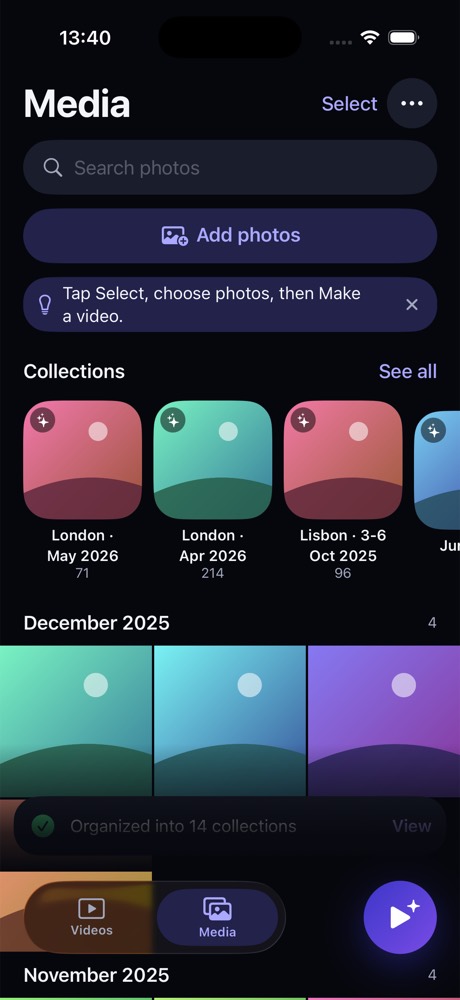 13:40
Media
Select
Search photos
Add photos
Tap Select, choose photos, then Make
a video.
Collections
See all
London ·
May 2026
71
London ·
Apr 2026
214
Lisbon · 3-6
Oct 2025
96
Jun
December 2025
4
Organized into 14 collections
View
Videos
Media
November 2025
4